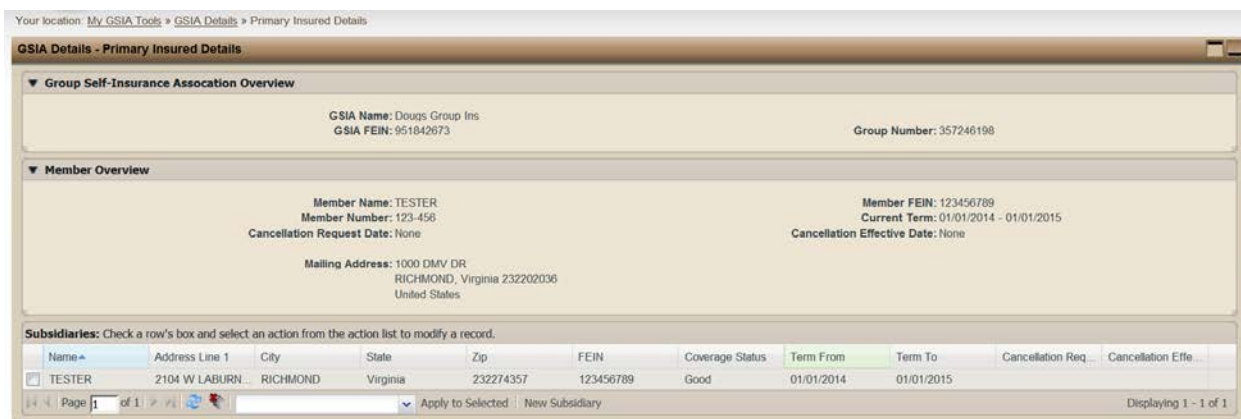 Your location: My GSIA Tools » GSIA Details » Primary Insured Details
GSIA Details - Primary Insured Details
Group Self-Insurance Assocation Overview
GSIA Name: Dougs Group Ins
GSIA FEIN: 951842673 Group Number: 357246198
Member Overview
Member Name: TESTER Member FEIN: 123456789
Member Number: 123-456 Current Term: 01/01/2014 - 01/01/2015
Cancellation Request Date: None Cancellation Effective Date: None
Mailing Address: 1000 DMV DR
RICHMOND, Virginia 232202036
United States
Subsidiaries: Check a row's box and select an action from the action list to modify a record.
Name Address Line 1 City State Zip FEIN Coverage Status Term From Term To Cancellation Req... Cancellation Effe...
TESTER 2104 W LABURN... RICHMOND Virginia 232274357 123456789 Good 01/01/2014 01/01/2015
Page 1 of 1 Apply to Selected New Subsidiary Displaying 1 - 1 of 1